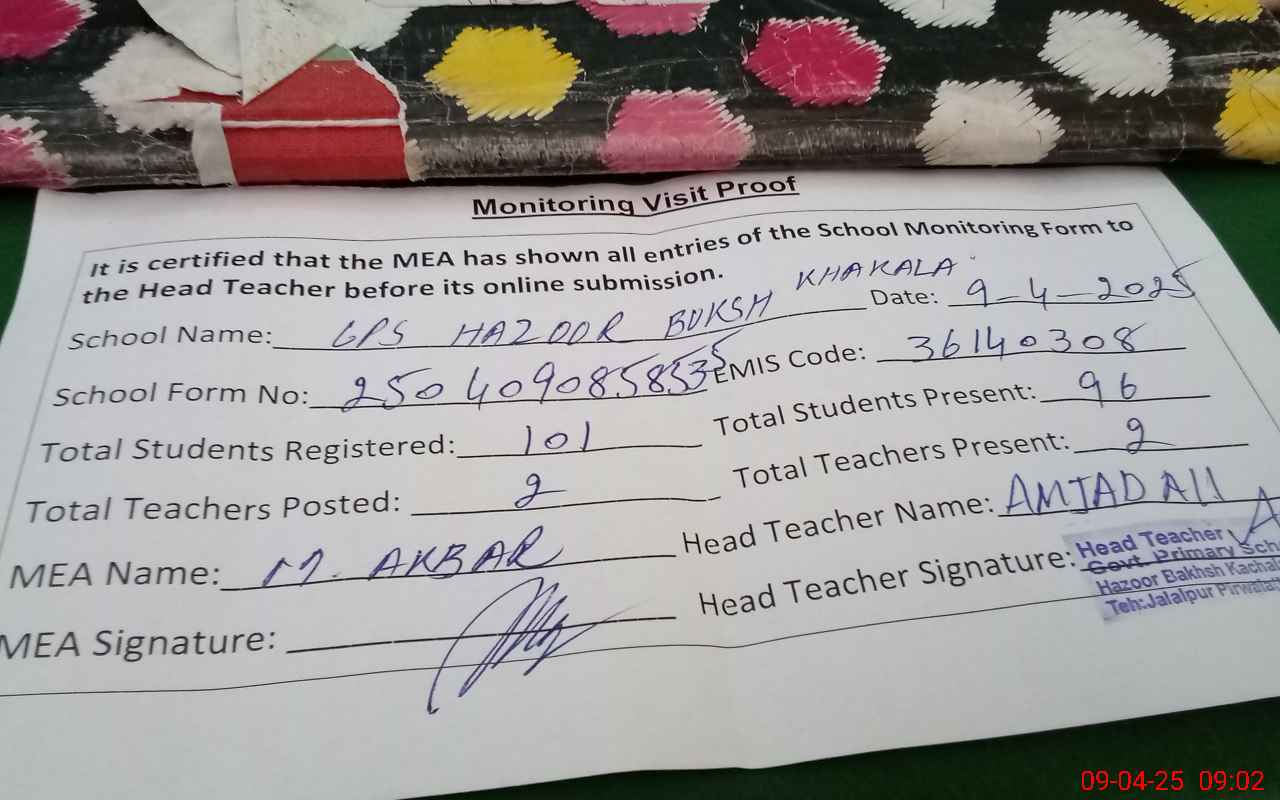 Monitoring Visit Proof
It is certified that the MEA has shown all entries of the School Monitoring Form to
the Head Teacher before its online submission.
School Name: GPS HAZOOR BUKSH KHAKALA Date: 9-4-2025
School Form No: 2504090858535 EMIS Code: 36140308
Total Students Registered: 101 Total Students Present: 96
Total Teachers Posted: 2 Total Teachers Present: 2
MEA Name: M. AKBAR Head Teacher Name: AMJAD Ali
MEA Signature: Head Teacher Signature:
Head Teacher
Govt. Primary
Hazoor Bakhsh
Teh: Jalalpur
09-04-25 09:02